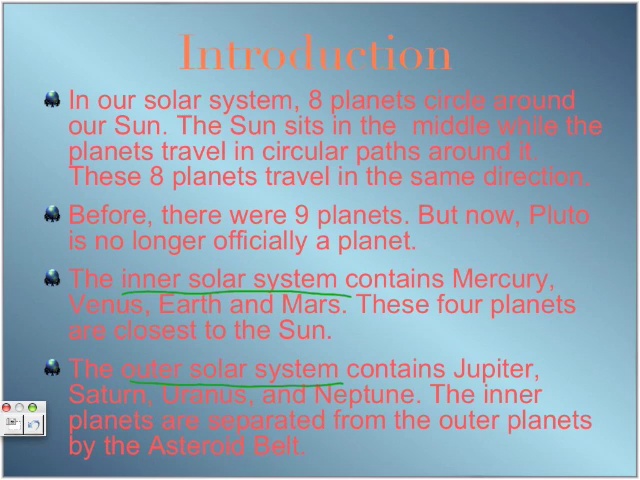 Introduction
In our solar system, 8 planets circle around
our Sun. The Sun sits in the middle while the
planets travel in circular paths around it.
These 8 planets travel in the same direction.
Before, there were 9 planets. But now, Pluto
is no longer officially a planet.
The inner solar system contains Mercury,
Venus, Earth and Mars. These four planets
are closest to the Sun.
The outer solar system contains Jupiter,
Saturn, Uranus, and Neptune. The inner
planets are separated from the outer planets
by the Asteroid Belt.